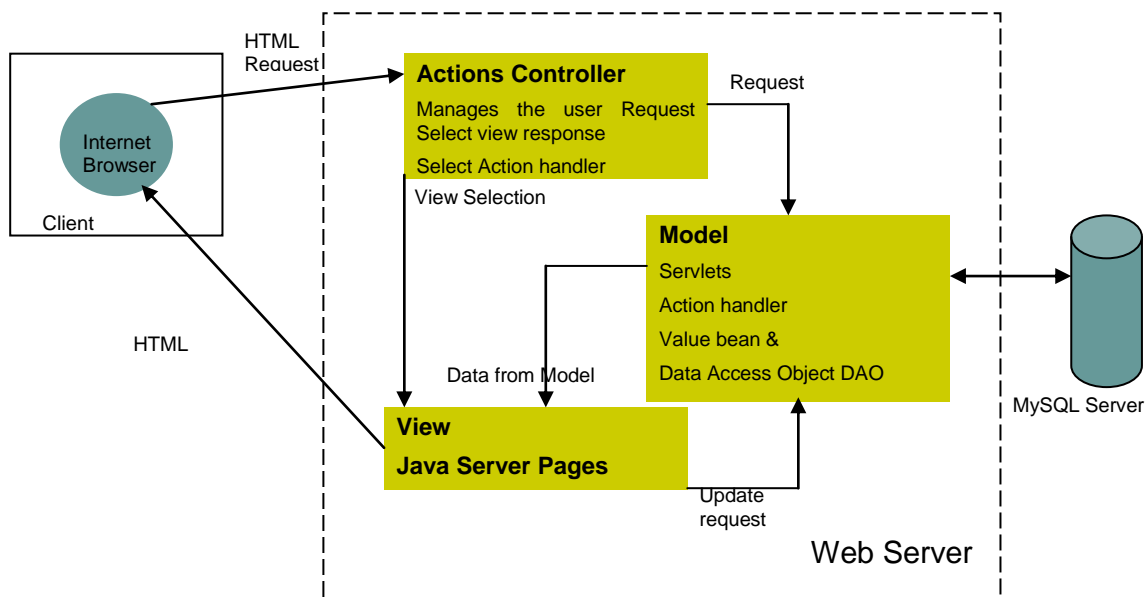 HTML
Request
Actions Controller
Manages the user Request
Select view response
Select Action handler
Request
Internet
Browser
Client
View Selection
Model
Servlets
Action handler
Value bean &
Data Access Object DAO
HTML
Data from Model
MySQL Server
View
Java Server Pages
Update
request
Web Server